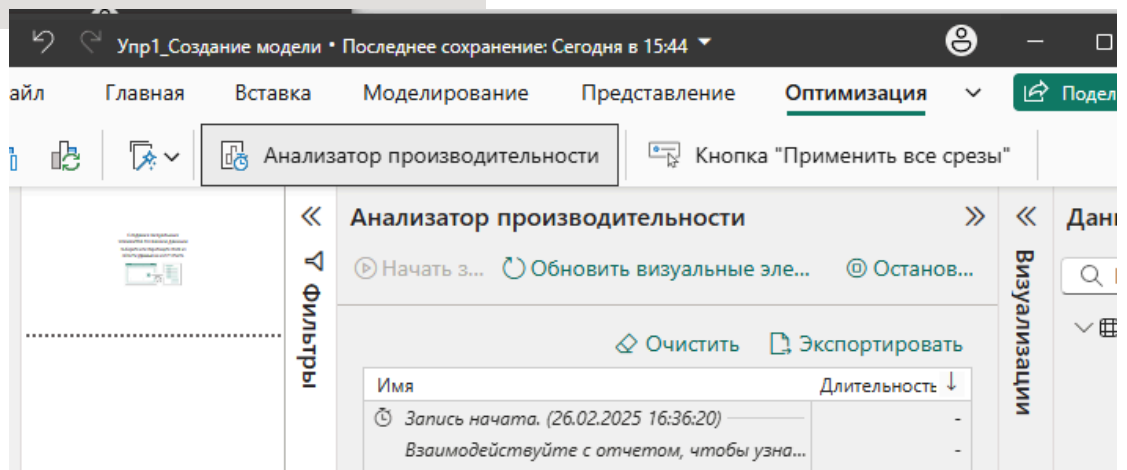 Упр1_Создание модели • Последнее сохранение: Сегодня в 15:44
айл Главная Вставка Моделирование Представление Оптимизация Подел
Анализатор производительности Кнопка "Применить все срезы"
Фильтры
Анализатор производительности
Начать з... Обновить визуальные эле... Останов...
Очистить Экспортировать
Имя Длительность
Запись начата. (26.02.2025 16:36:20) -
Взаимодействуйте с отчетом, чтобы узна... -
Визуализации
Данн